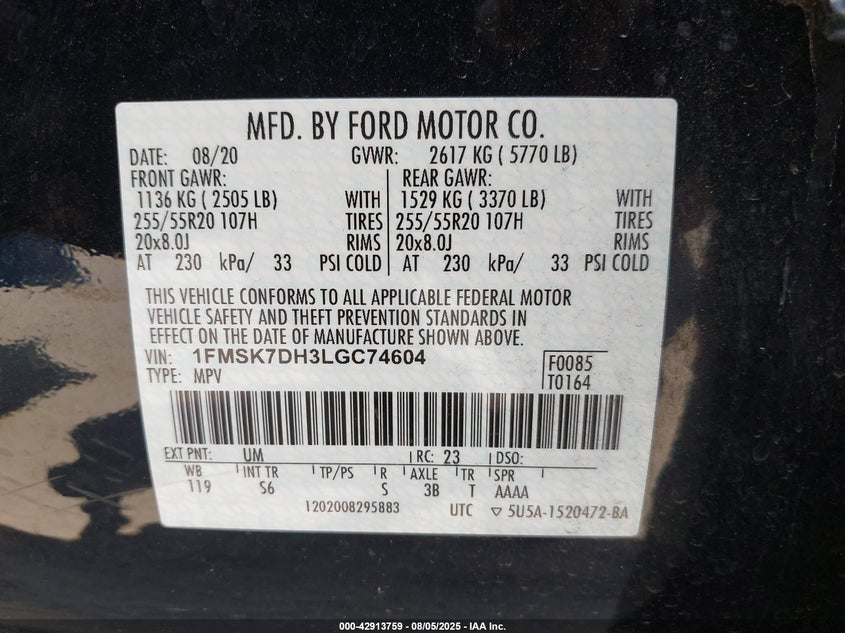 MFD. BY FORD MOTOR CO.
DATE: 08/20 GVWR: 2617 KG ( 5770 LB)
FRONT GAWR: REAR GAWR:
1136 KG ( 2505 LB) WITH 1529 KG ( 3370 LB) WITH
255/55R20 107H TIRES 255/55R20 107H TIRES
20x8.0J RIMS 20x8.0J RIMS
AT 230 kPa/ 33 PSI COLD AT 230 kPa/ 33 PSI COLD
THIS VEHICLE CONFORMS TO ALL APPLICABLE FEDERAL MOTOR
VEHICLE SAFETY AND THEFT PREVENTION STANDARDS IN
EFFECT ON THE DATE OF MANUFACTURE SHOWN ABOVE.
VIN: 1FMSK7DH3LGC74604 F0085
TYPE: MPV T0164
EXT PNT: UM RC: 23 DSO:
WB INT TR TP/PS R AXLE TR SPR
119 S6 S 3B T AAAA
1202008295883 UTC ▽ 5U5A-1520472-BA
000-42913759 - 08/05/2025 - IAA Inc.